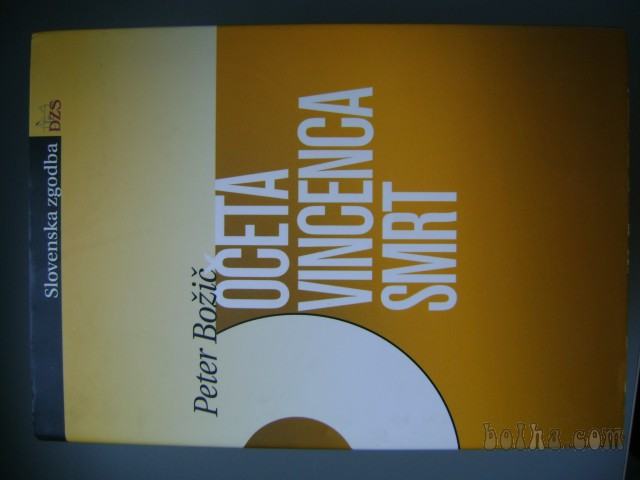 Slovenska zgodba
DZS
Peter Božič
OČETA
VINCENCA
SMRT
bolha.com